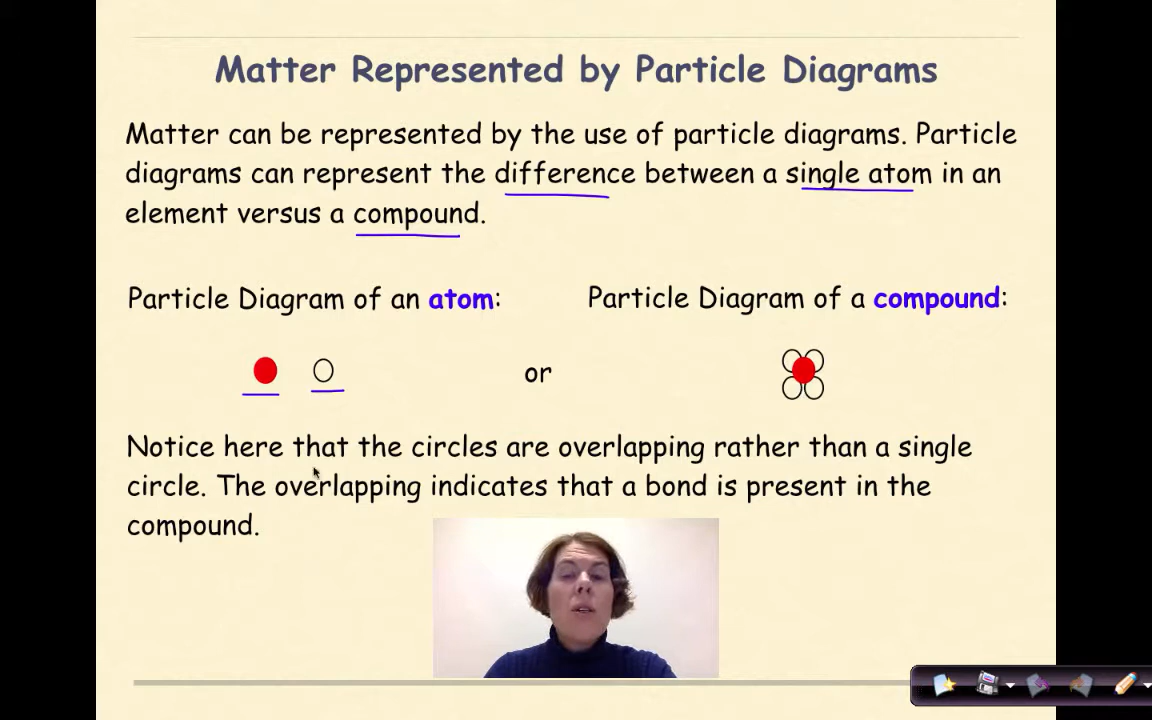 Matter Represented by Particle Diagrams
Matter can be represented by the use of particle diagrams. Particle
diagrams can represent the difference between a single atom in an
element versus a compound.
Particle Diagram of an atom:
Particle Diagram of a compound:
or
Notice here that the circles are overlapping rather than a single
circle. The overlapping indicates that a bond is present in the
compound.